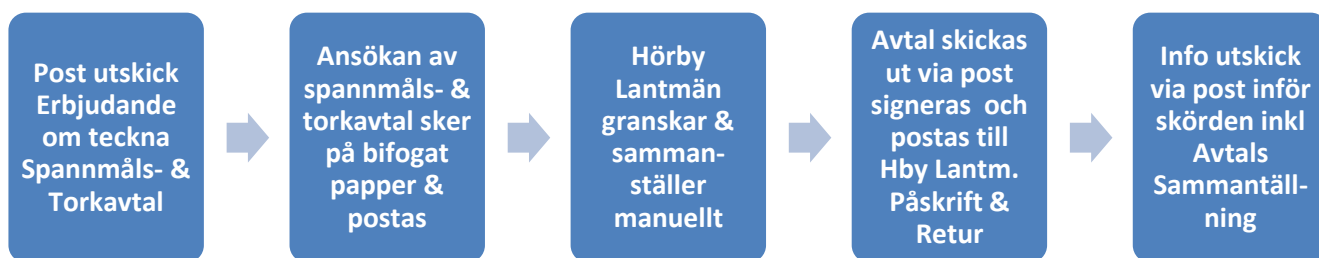 Post utskick
Erbjudande
om teckna
Spannmåls- &
Torkavtal
Ansökan av
spannmåls- &
torkavtal sker
på bifogat
papper &
postas
Hörby
Lantmän
granskar &
samman-
ställer
manuellt
Avtal skickas
ut via post
signeras och
postas till
Hby Lantm.
Påskrift &
Retur
Info utskick
via post inför
skörden inkl
Avtals
Sammantäll-
ning